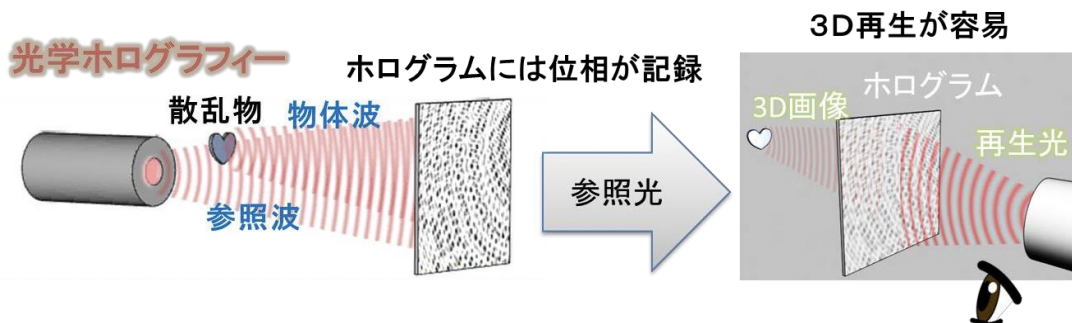 光学ホログラフィー
ホログラムには位相が記録
散乱物
物体波
参照波
参照光
3D再生が容易
ホログラム
3D画像
再生光